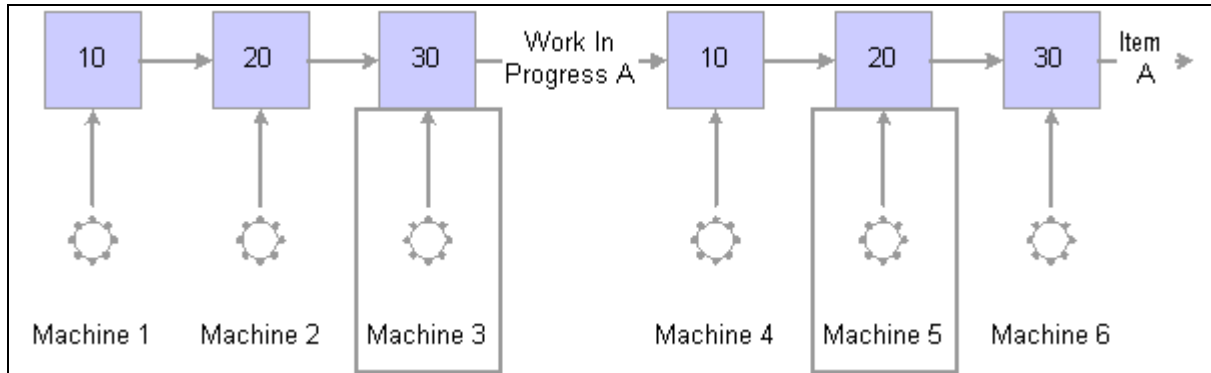 10
20
30
Work In
Progress A
10
20
30
Item
A
Machine 1
Machine 2
Machine 3
Machine 4
Machine 5
Machine 6